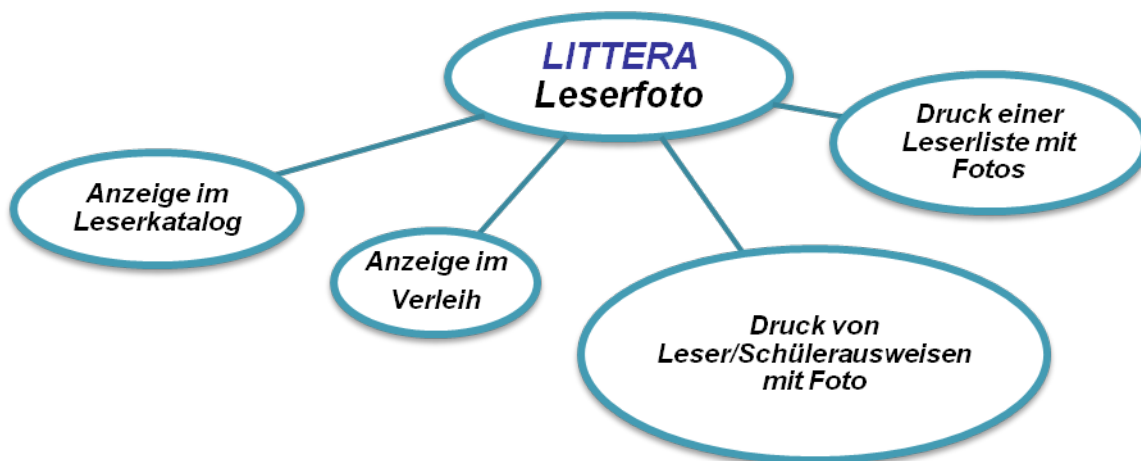 LITTERA
Leserfoto
Druck einer
Leserliste mit
Fotos
Anzeige im
Leserkatalog
Anzeige im
Verleih
Druck von
Leser/Schülerausweisen
mit Foto